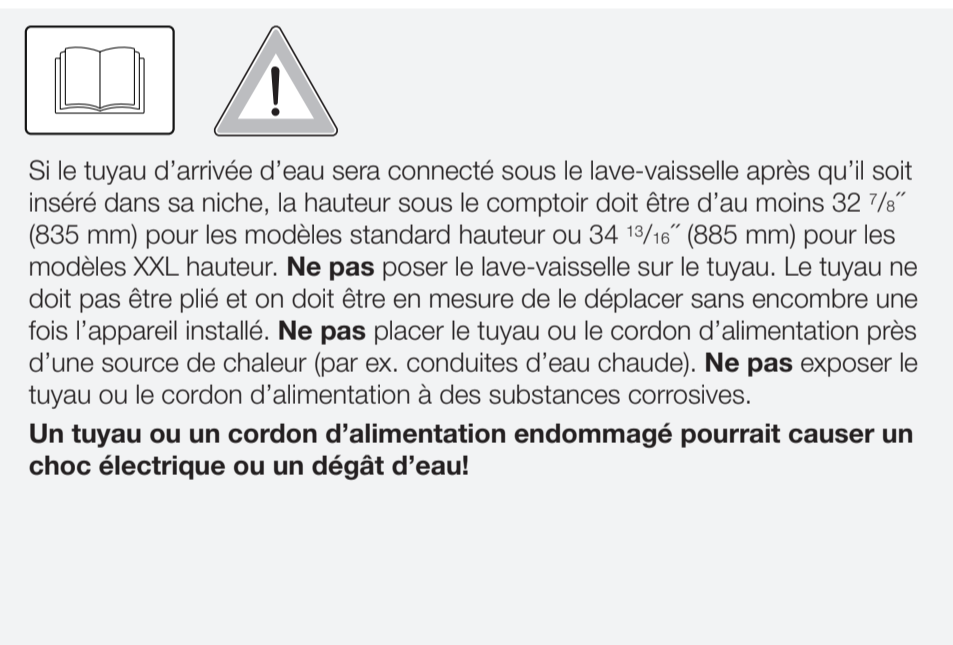 Si le tuyau d’arrivée d’eau sera connecté sous le lave-vaisselle après qu’il soit
inséré dans sa niche, la hauteur sous le comptoir doit être d’au moins 32 7/8˝
(835 mm) pour les modèles standard hauteur ou 34 13/16˝ (885 mm) pour les
modèles XXL hauteur. Ne pas poser le lave-vaisselle sur le tuyau. Le tuyau ne
doit pas être plié et on doit être en mesure de le déplacer sans encombre une
fois l’appareil installé. Ne pas placer le tuyau ou le cordon d’alimentation près
d’une source de chaleur (par ex. conduites d’eau chaude). Ne pas exposer le
tuyau ou le cordon d’alimentation à des substances corrosives.
Un tuyau ou un cordon d’alimentation endommagé pourrait causer un
choc électrique ou un dégât d’eau!